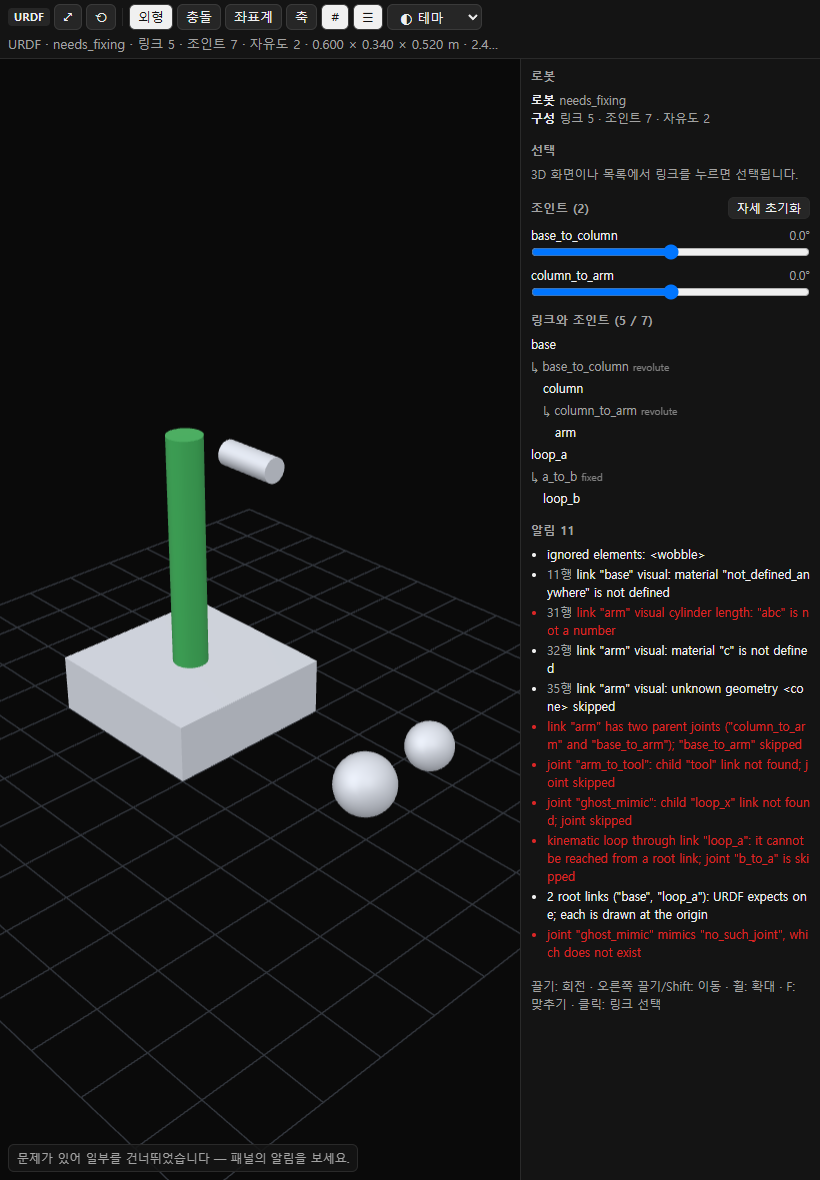 URDF ⤢ ⟲ 외형 충돌 좌표계 축 # ☰ ◐ 테마
URDF · needs_fixing · 링크 5 · 조인트 7 · 자유도 2 · 0.600 × 0.340 × 0.520 m · 2.4...
로봇
로봇 needs_fixing
구성 링크 5 · 조인트 7 · 자유도 2
선택
3D 화면이나 목록에서 링크를 누르면 선택됩니다.
조인트 (2) 자세 초기화
base_to_column 0.0°
column_to_arm 0.0°
링크와 조인트 (5 / 7)
base
↳ base_to_column revolute
column
↳ column_to_arm revolute
arm
loop_a
↳ a_to_b fixed
loop_b
알림 11
• ignored elements: <wobble>
• 11행 link "base" visual: material "not_defined_an
ywhere" is not defined
• 31행 link "arm" visual cylinder length: "abc" is n
ot a number
• 32행 link "arm" visual: material "c" is not define
d
• 35행 link "arm" visual: unknown geometry <co
ne> skipped
• link "arm" has two parent joints ("column_to_ar
m" and "base_to_arm"); "base_to_arm" skipped
• joint "arm_to_tool": child "tool" link not found; j
oint skipped
• joint "ghost_mimic": child "loop_x" link not foun
d; joint skipped
• kinematic loop through link "loop_a": it cannot
be reached from a root link; joint "b_to_a" is ski
pped
• 2 root links ("base", "loop_a"): URDF expects on
e; each is drawn at the origin
• joint "ghost_mimic" mimics "no_such_joint", whi
ch does not exist
끌기: 회전 · 오른쪽 끌기/Shift: 이동 · 휠: 확대 · F:
맞추기 · 클릭: 링크 선택
문제가 있어 일부를 건너뛰었습니다 — 패널의 알림을 보세요.